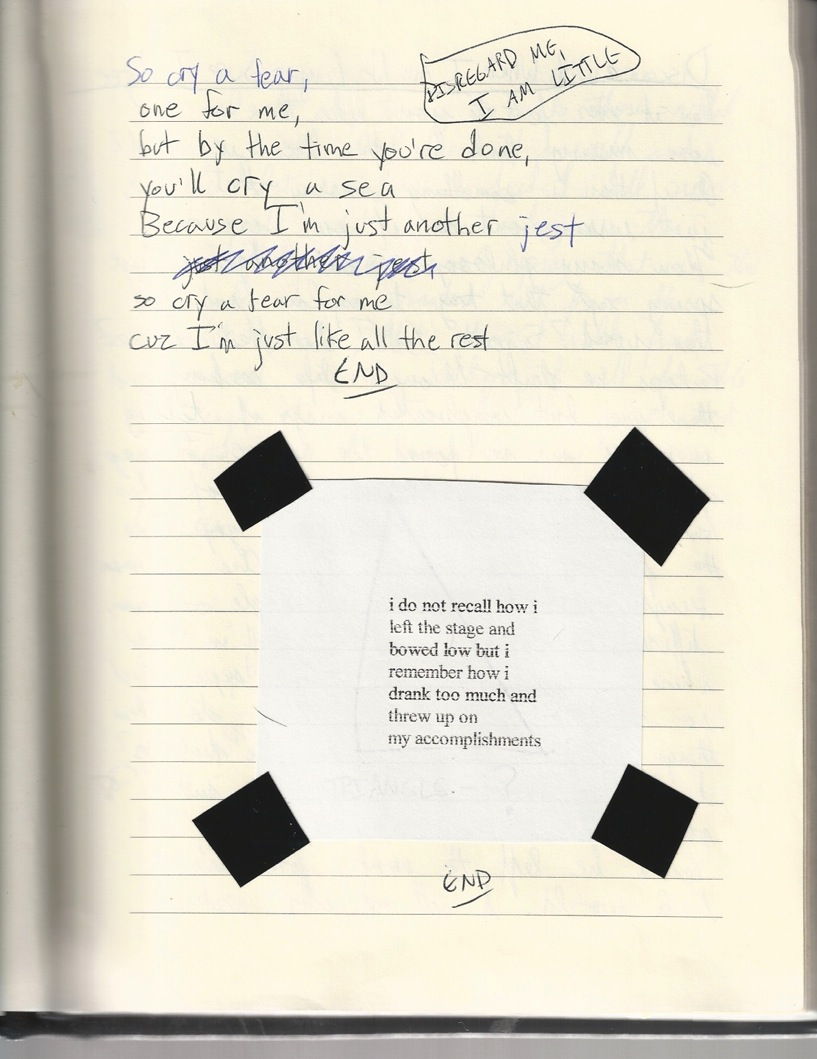 So cry a tear,
DISREGARD ME,
I AM LITTLE
one for me,
but by the time you're done,
you'll cry a sea
Because I'm just another jest
just another jest,
so cry a tear for me
cuz I'm just like all the rest
END
i do not recall how i
left the stage and
bowed low but i
remember how i
drank too much and
threw up on
my accomplishments
END